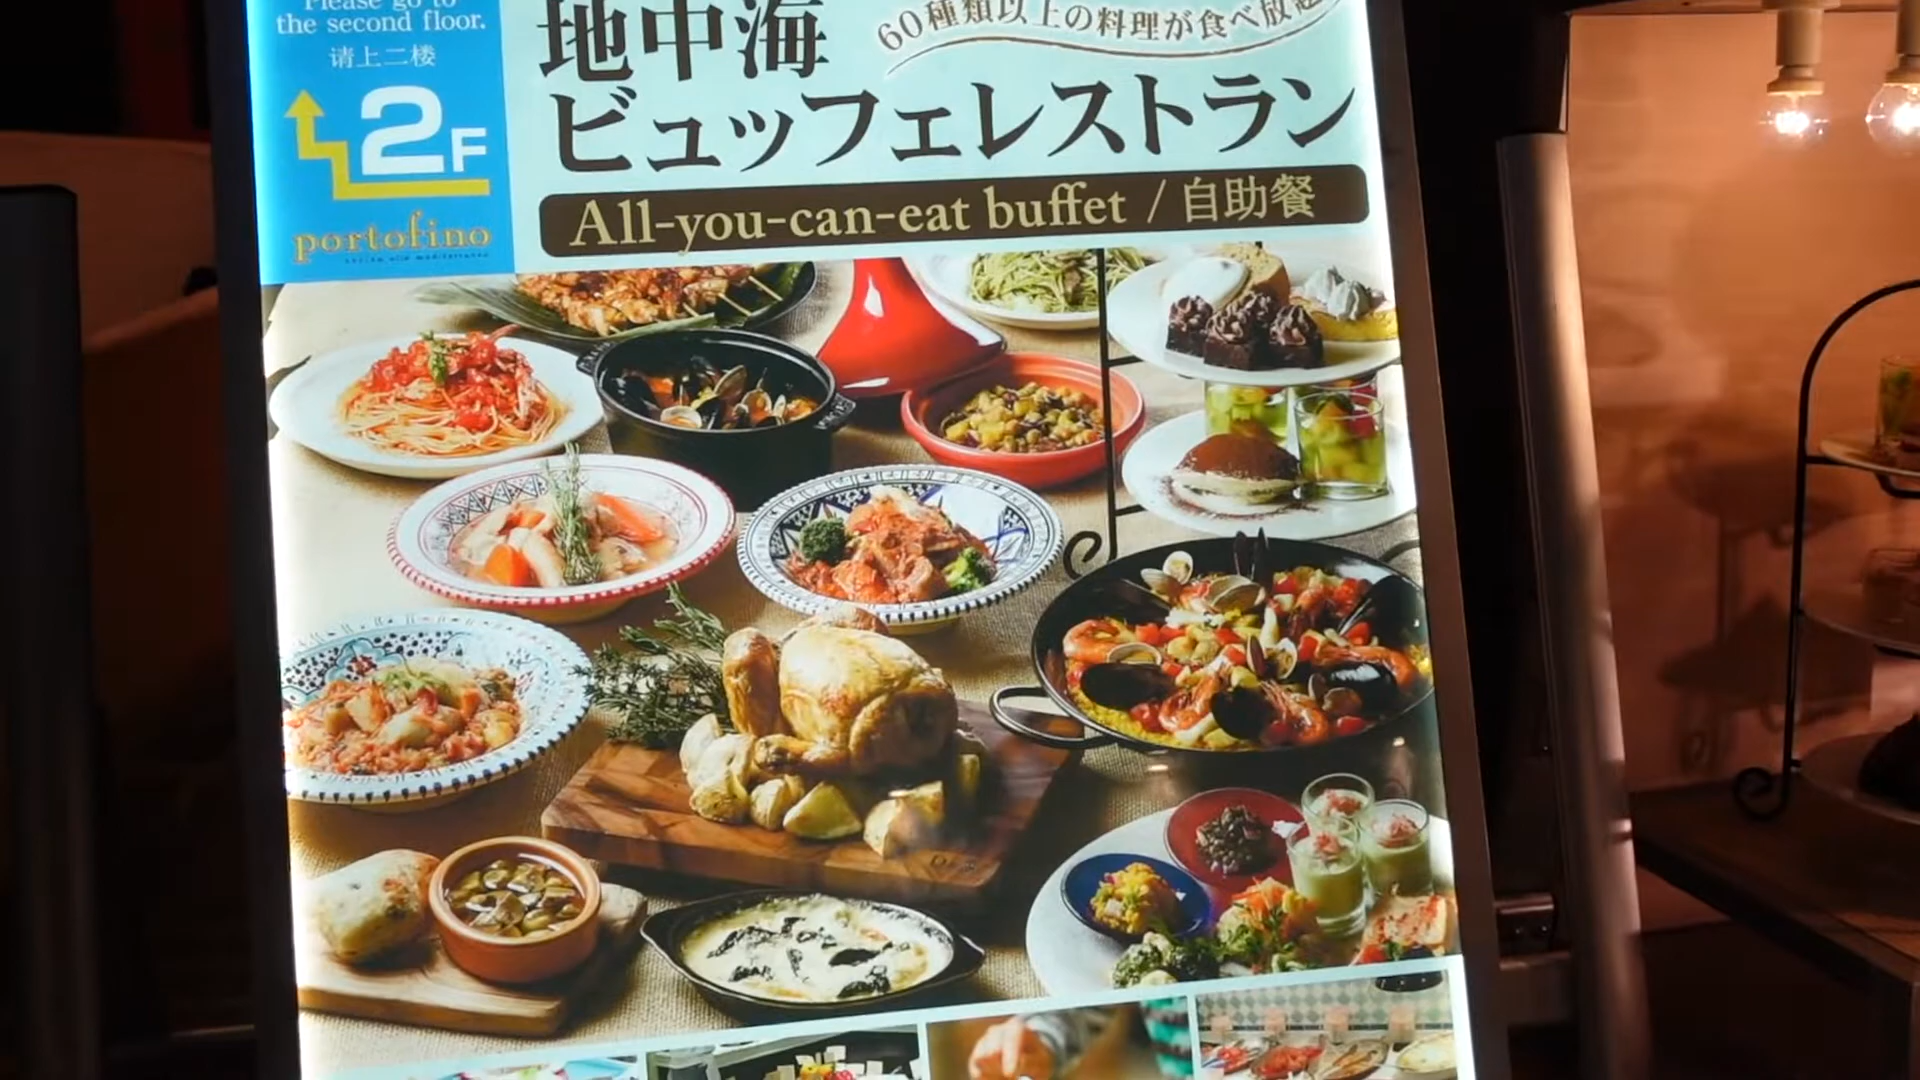 Please go to
the second floor.
请上二楼
2F
portofino
地中海
60種類以上の料理が食べ放題
ビュッフェレストラン
All-you-can-eat buffet / 自助餐